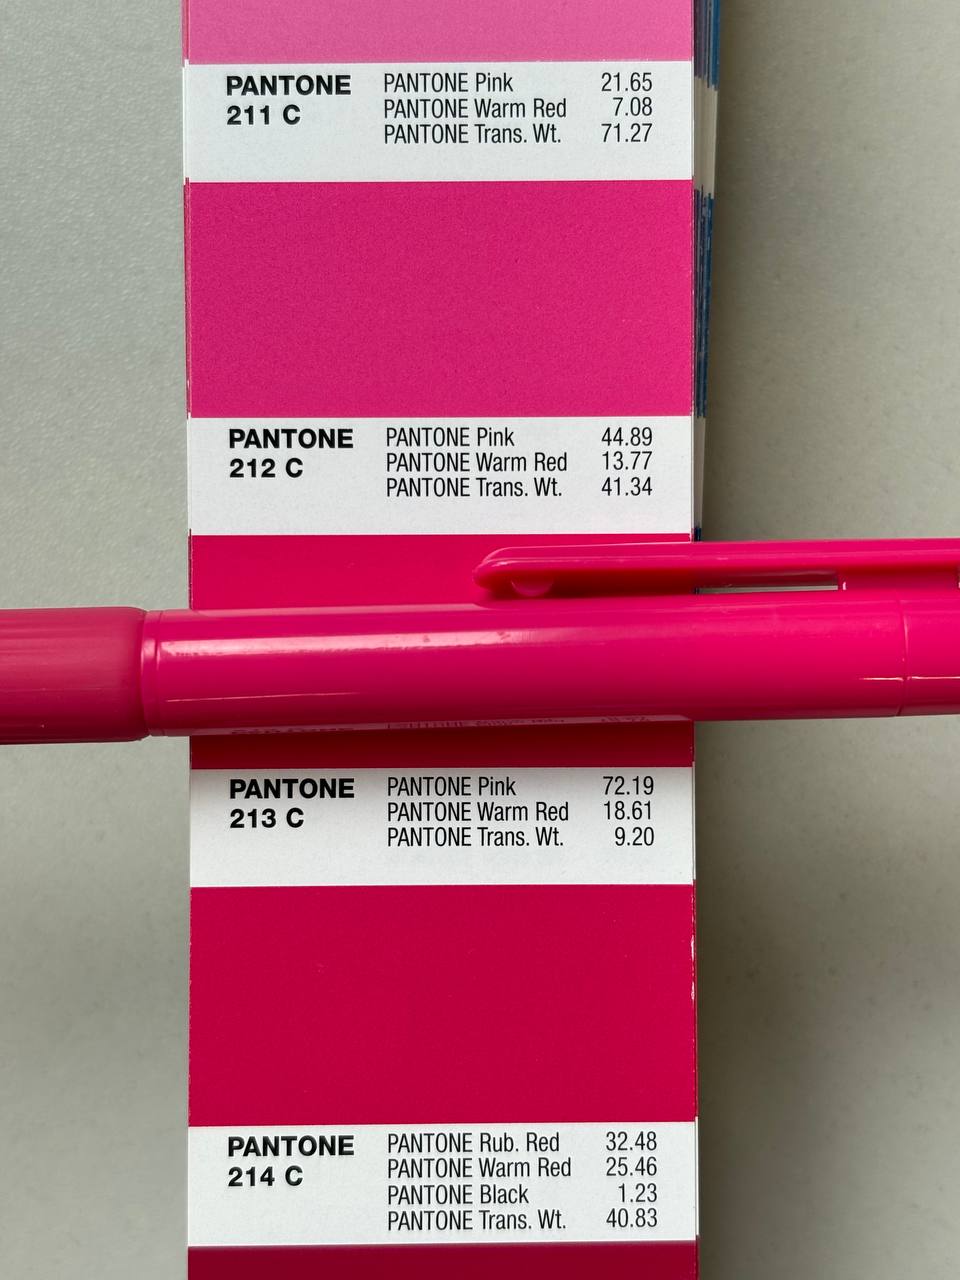 PANTONE
211 C
PANTONE Pink 21.65
PANTONE Warm Red 7.08
PANTONE Trans. Wt. 71.27
PANTONE
212 C
PANTONE Pink 44.89
PANTONE Warm Red 13.77
PANTONE Trans. Wt. 41.34
PANTONE
213 C
PANTONE Pink 72.19
PANTONE Warm Red 18.61
PANTONE Trans. Wt. 9.20
PANTONE
214 C
PANTONE Rub. Red 32.48
PANTONE Warm Red 25.46
PANTONE Black 1.23
PANTONE Trans. Wt. 40.83